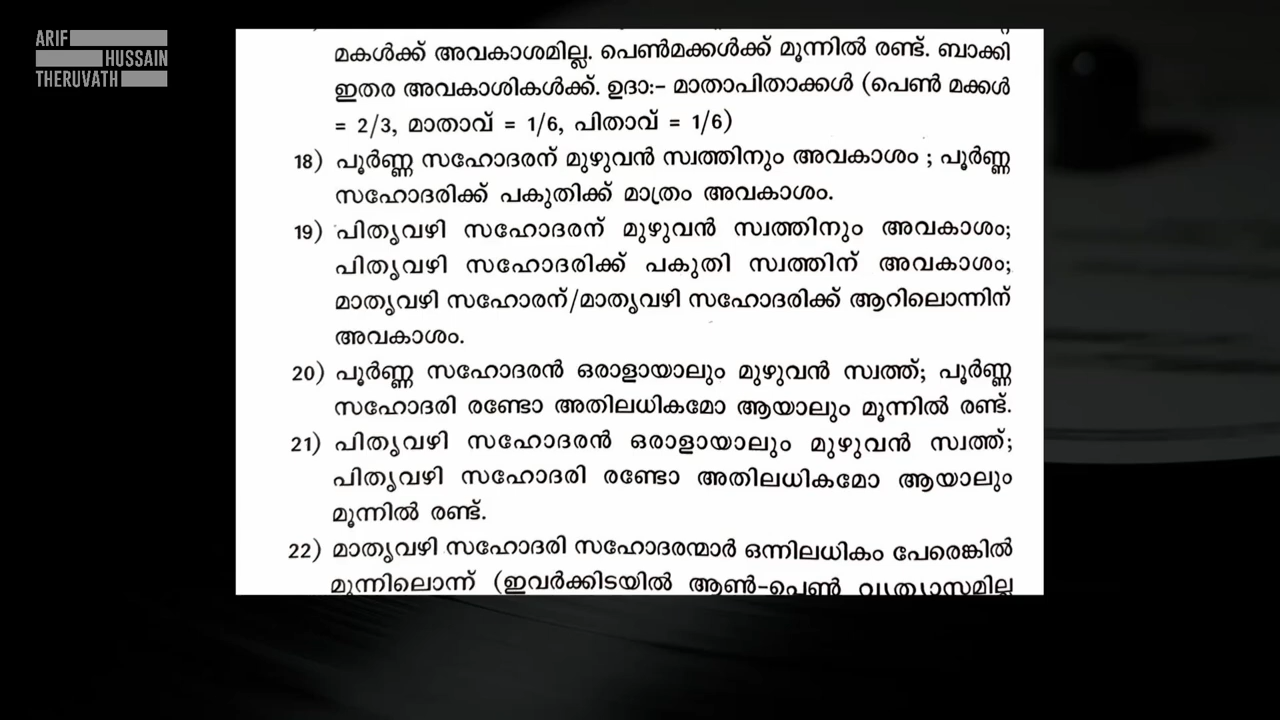 ARIF
HUSSAIN
THERUVATH
മകൾക്ക് അവകാശമില്ല. പെൺമക്കൾക്ക് മൂന്നിൽ രണ്ട്. ബാക്കി
ഇതര അവകാശികൾക്ക്. ഉദാ:- മാതാപിതാക്കൾ (പെൺ മക്കൾ
= 2/3, മാതാവ് = 1/6, പിതാവ് = 1/6)
18) പൂർണ്ണ സഹോദരന് മുഴുവൻ സ്വത്തിനും അവകാശം ; പൂർണ്ണ
സഹോദരിക്ക് പകുതിക്ക് മാത്രം അവകാശം.
19) പിതൃവഴി സഹോദരന് മുഴുവൻ സ്വത്തിനും അവകാശം;
പിതൃവഴി സഹോദരിക്ക് പകുതി സ്വത്തിന് അവകാശം;
മാതൃവഴി സഹോരന്/മാതൃവഴി സഹോദരിക്ക് ആറിലൊന്നിന്
അവകാശം.
20) പൂർണ്ണ സഹോദരൻ ഒരാളായാലും മുഴുവൻ സ്വത്ത്; പൂർണ്ണ
സഹോദരി രണ്ടോ അതിലധികമോ ആയാലും മൂന്നിൽ രണ്ട്.
21) പിതൃവഴി സഹോദരൻ ഒരാളായാലും മുഴുവൻ സ്വത്ത്;
പിതൃവഴി സഹോദരി രണ്ടോ അതിലധികമോ ആയാലും
മൂന്നിൽ രണ്ട്.
22) മാതൃവഴി സഹോദരി സഹോദരന്മാർ ഒന്നിലധികം പേരെങ്കിൽ
മുന്നിലൊന്ന് (ഇവർക്കിടയിൽ ആൺ-പെൺ വ്യത്യാസമില്ല